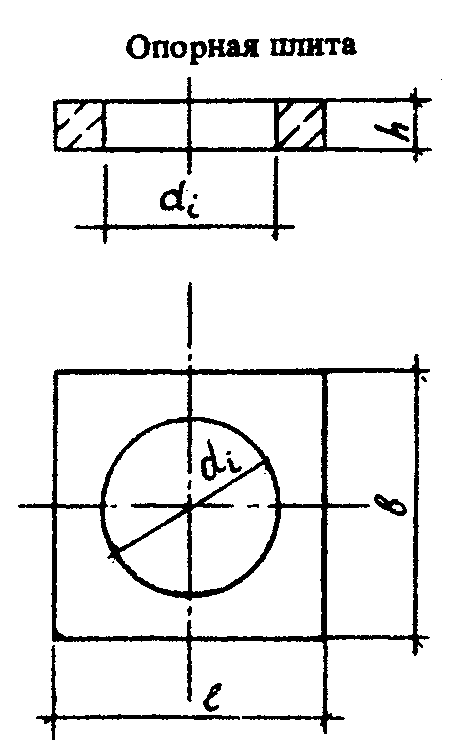 Опорная плита
h
di
di
в
l